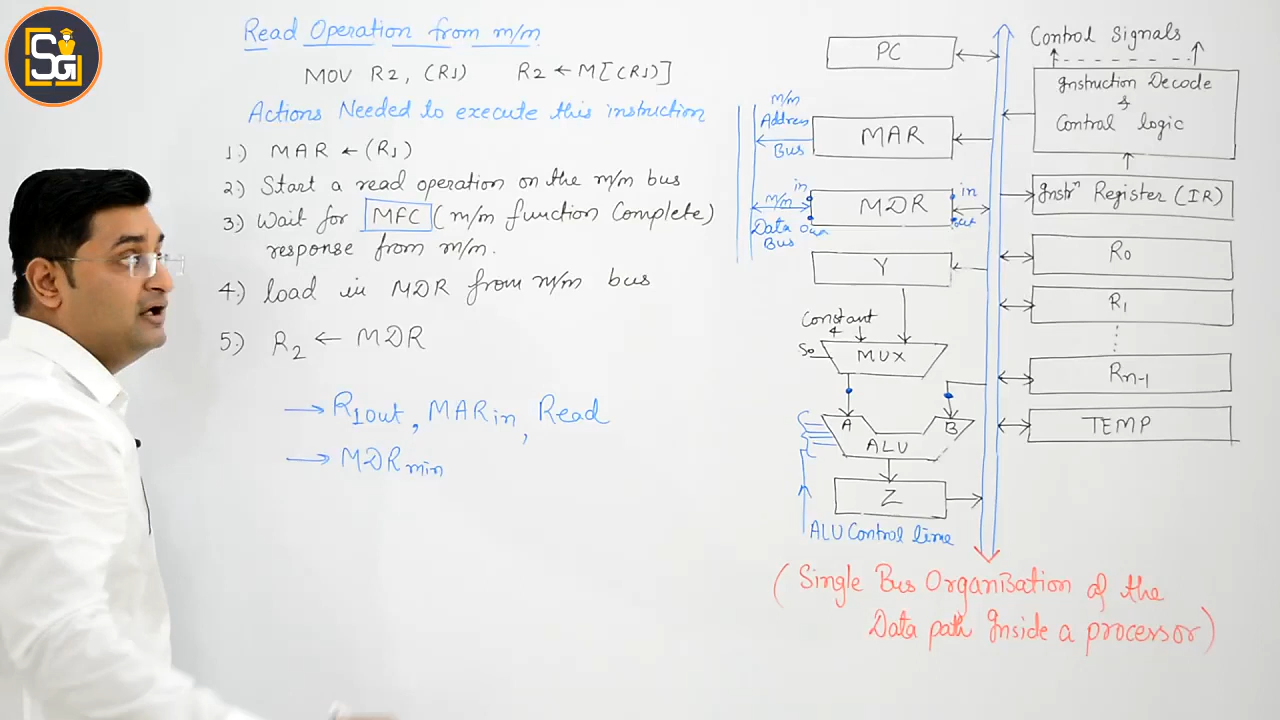 SG
Read Operation from m/m
MOV R2, (R1)    R2 ← M[(R1)]
Actions Needed to execute this instruction
1.) MAR ← (R1)
2.) Start a read operation on the m/m bus
3.) Wait for MFC (m/m function Complete)
response from m/m.
4.) load in MDR from m/m bus
5.) R2 ← MDR
→ R1out, MARin, Read
→ MDRmin
PC
m/m
Address
Bus
MAR
in
m/m
Data out
Bus
MDR
in
out
Y
Constant
4
S0
MUX
A
B
ALU
Z
ALU Control line
Control Signals
Instruction Decode
&
Control logic
Instrn Register (IR)
R0
R1
Rn-1
TEMP
(Single Bus Organisation of the
Data path Inside a processor)